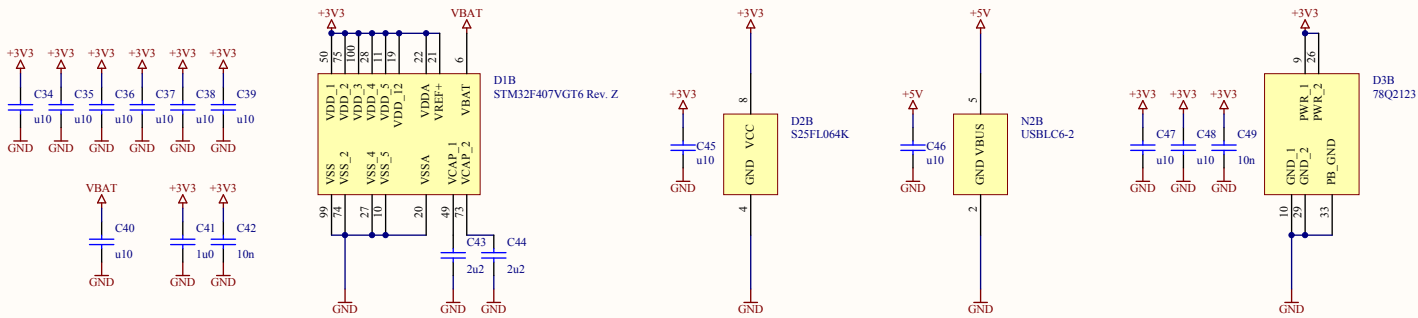 +3V3 VBAT +3V3 +5V +3V3
50 75 100 28 11 19 22 21 6
+3V3 +3V3 +3V3 +3V3 +3V3 +3V3
9 26
D1B
STM32F407VGT6 Rev. Z
D3B
78Q2123
VDD_1 VDD_2 VDD_3 VDD_4 VDD_5 VDD_12 VDDA VREF+ VBAT
PWR_1 PWR_2
C34 C35 C36 C37 C38 C39
u10 u10 u10 u10 u10 u10
GND GND GND GND GND GND
+3V3 8 +5V 5 +3V3 +3V3 +3V3
D2B
S25FL064K
N2B
USBLC6-2
C45
u10
GND VCC
C46
u10
GND VBUS
C47 C48 C49
u10 u10 10n
VSS VSS_2 VSS_4 VSS_5 VSSA VCAP_1 VCAP_2
GND_1 GND_2 PB_GND
GND GND GND GND GND
VBAT +3V3 +3V3
99 74 27 10 20 49 73 4 2 10 29 33
C40 C41 C42
u10 1u0 10n
C43 C44
2u2 2u2
GND GND GND
GND GND GND GND GND GND